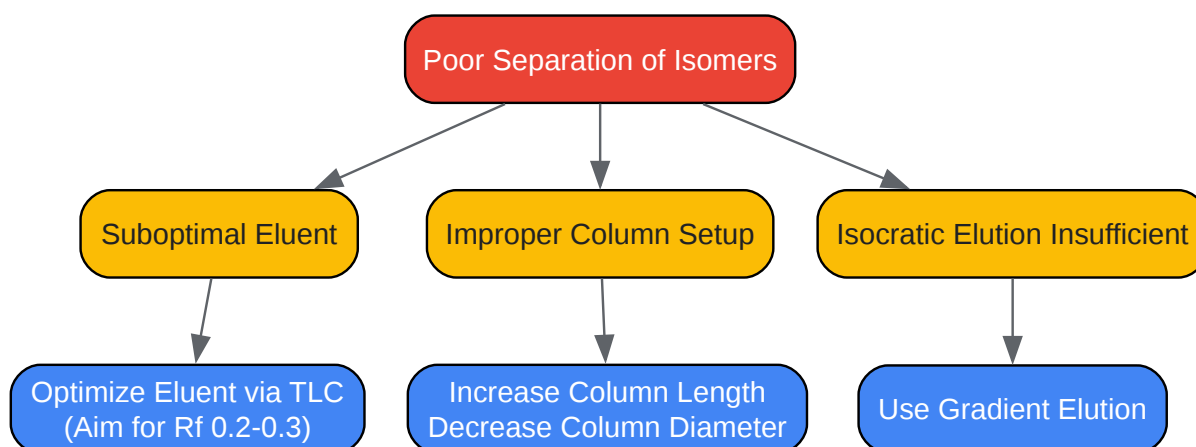 Poor Separation of Isomers
Suboptimal Eluent
Improper Column Setup
Isocratic Elution Insufficient
Optimize Eluent via TLC
(Aim for Rf 0.2-0.3)
Increase Column Length
Decrease Column Diameter
Use Gradient Elution